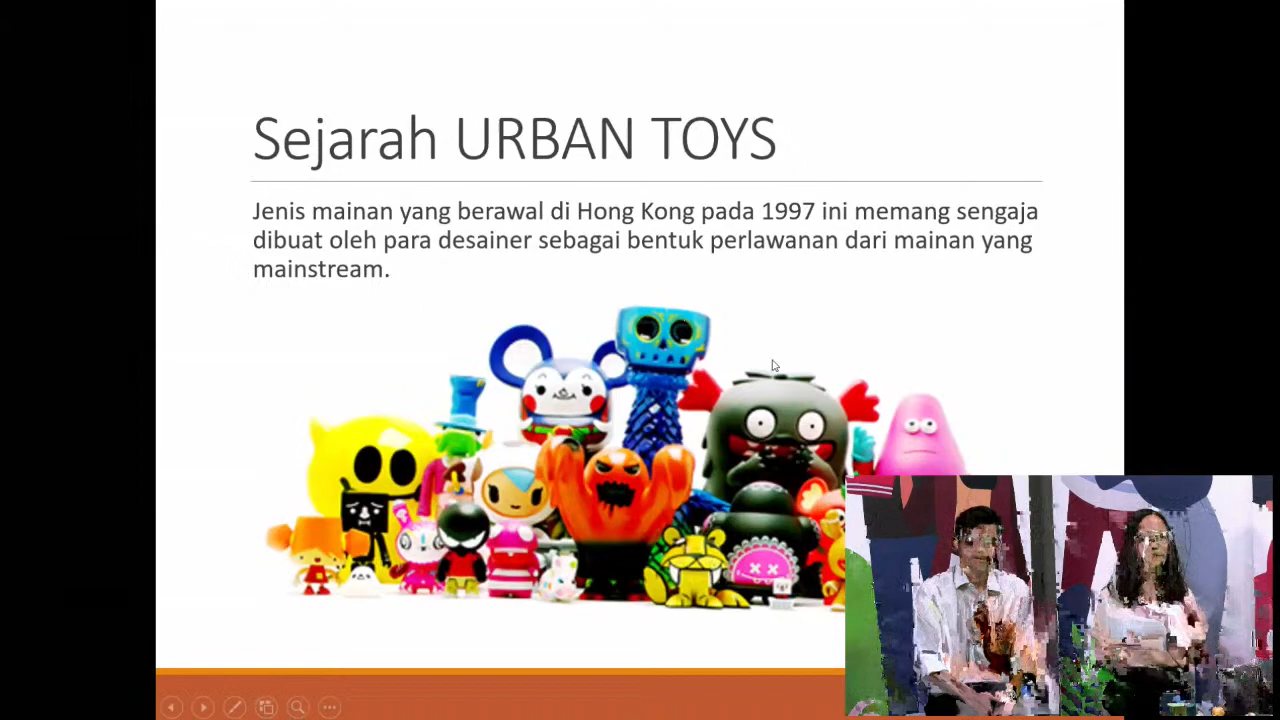 Sejarah URBAN TOYS
Jenis mainan yang berawal di Hong Kong pada 1997 ini memang sengaja
dibuat oleh para desainer sebagai bentuk perlawanan dari mainan yang
mainstream.